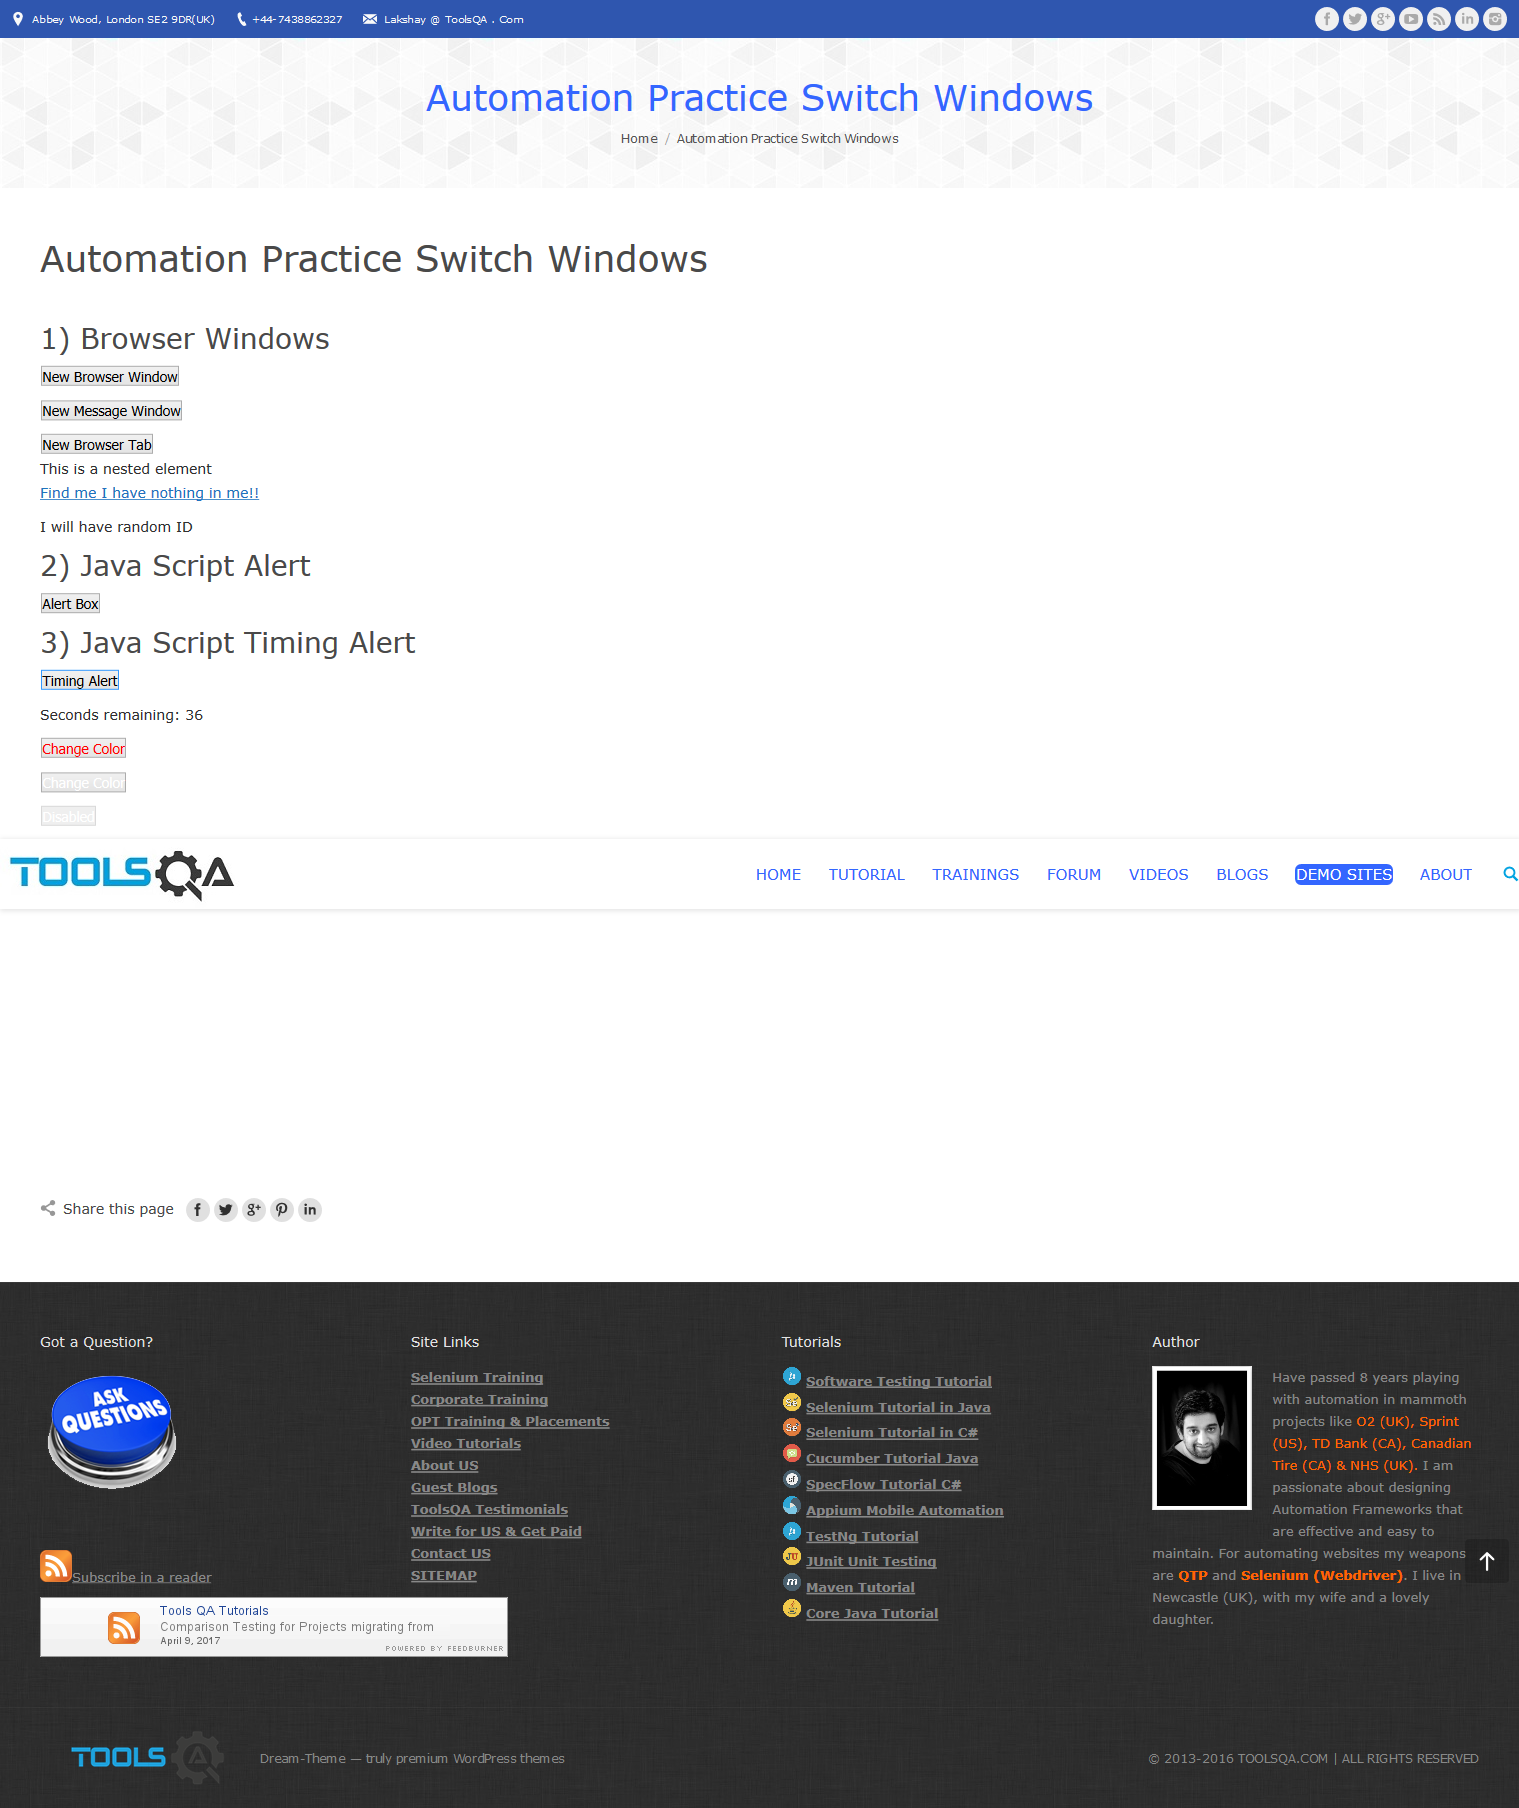 Abbey Wood, London SE2 9DR(UK) +44-7438862327 Lakshay @ ToolsQA . Com
Automation Practice Switch Windows
Home / Automation Practice Switch Windows
Automation Practice Switch Windows
1) Browser Windows
New Browser Window
New Message Window
New Browser Tab
This is a nested element
Find me I have nothing in me!!
I will have random ID
2) Java Script Alert
Alert Box
3) Java Script Timing Alert
Timing Alert
Seconds remaining: 36
Change Color
Change Color
Disabled
TOOLSQA HOME TUTORIAL TRAININGS FORUM VIDEOS BLOGS DEMO SITES ABOUT
Share this page
Got a Question?
ASK
QUESTIONS
Subscribe in a reader
Tools QA Tutorials
Comparison Testing for Projects migrating from
April 9, 2017
POWERED BY FEEDBURNER
Site Links
Selenium Training
Corporate Training
OPT Training & Placements
Video Tutorials
About US
Guest Blogs
ToolsQA Testimonials
Write for US & Get Paid
Contact US
SITEMAP
Tutorials
Software Testing Tutorial
Selenium Tutorial in Java
Selenium Tutorial in C#
Cucumber Tutorial Java
SpecFlow Tutorial C#
Appium Mobile Automation
TestNg Tutorial
JUnit Unit Testing
Maven Tutorial
Core Java Tutorial
Author
Have passed 8 years playing
with automation in mammoth
projects like O2 (UK), Sprint
(US), TD Bank (CA), Canadian
Tire (CA) & NHS (UK). I am
passionate about designing
Automation Frameworks that
are effective and easy to
maintain. For automating websites my weapons
are QTP and Selenium (Webdriver). I live in
Newcastle (UK), with my wife and a lovely
daughter.
TOOLSQA Dream-Theme — truly premium WordPress themes
© 2013-2016 TOOLSQA.COM | ALL RIGHTS RESERVED